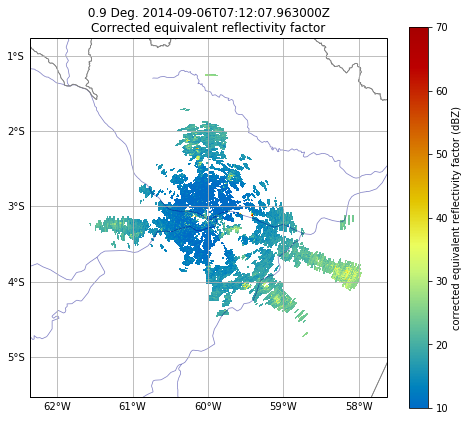 0.9 Deg. 2014-09-06T07:12:07.963000Z
Corrected equivalent reflectivity factor
1°S
2°S
3°S
4°S
5°S
62°W
61°W
60°W
59°W
58°W
70
60
50
40
30
20
10
corrected equivalent reflectivity factor (dBZ)